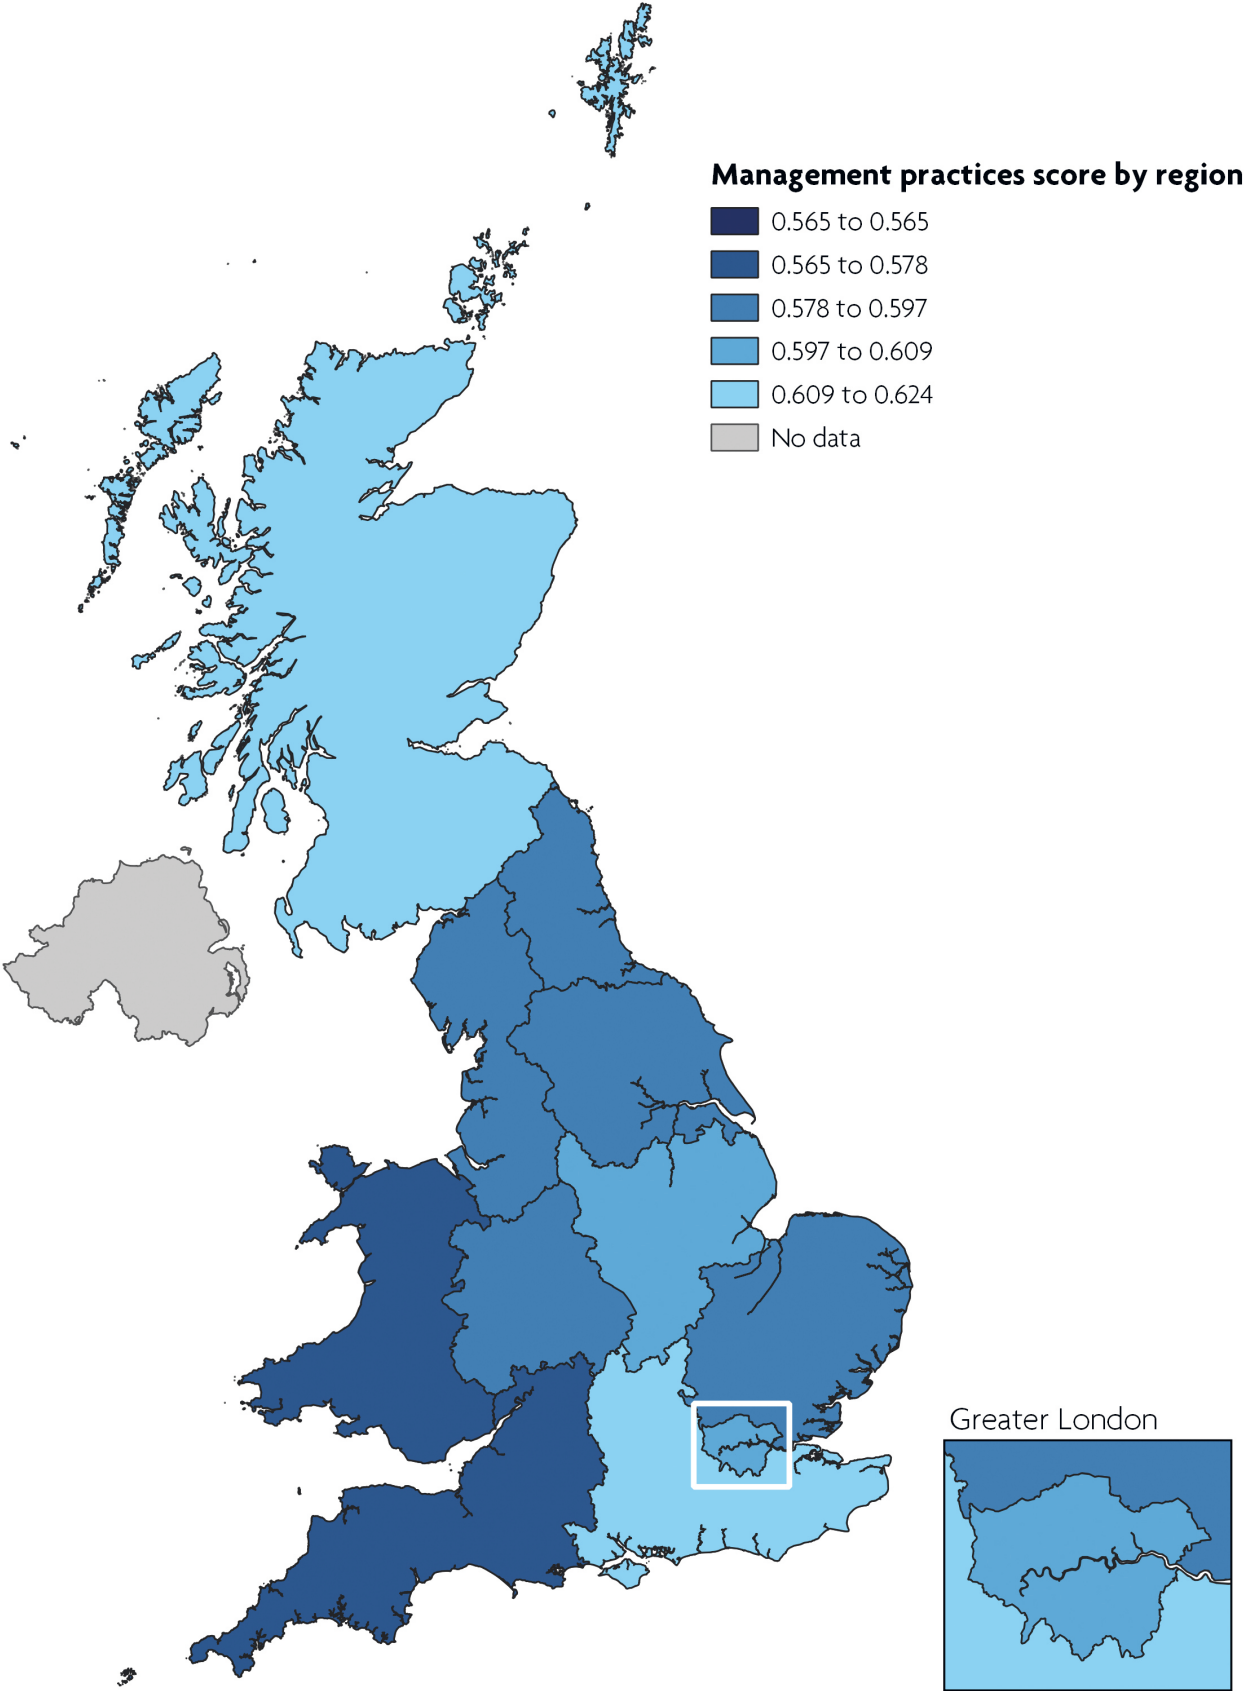 Management practices score by region
0.565 to 0.565
0.565 to 0.578
0.578 to 0.597
0.597 to 0.609
0.609 to 0.624
No data
Greater London